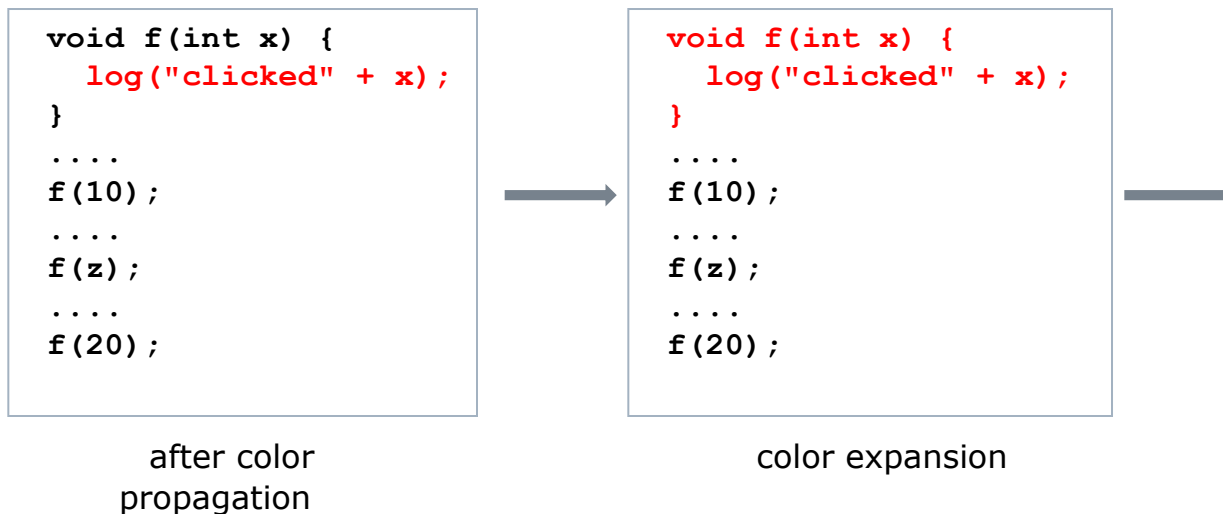 void f(int x) {
  log("clicked" + x);
}
....
f(10);
....
f(z);
....
f(20);
after color
propagation
void f(int x) {
  log("clicked" + x);
}
....
f(10);
....
f(z);
....
f(20);
color expansion